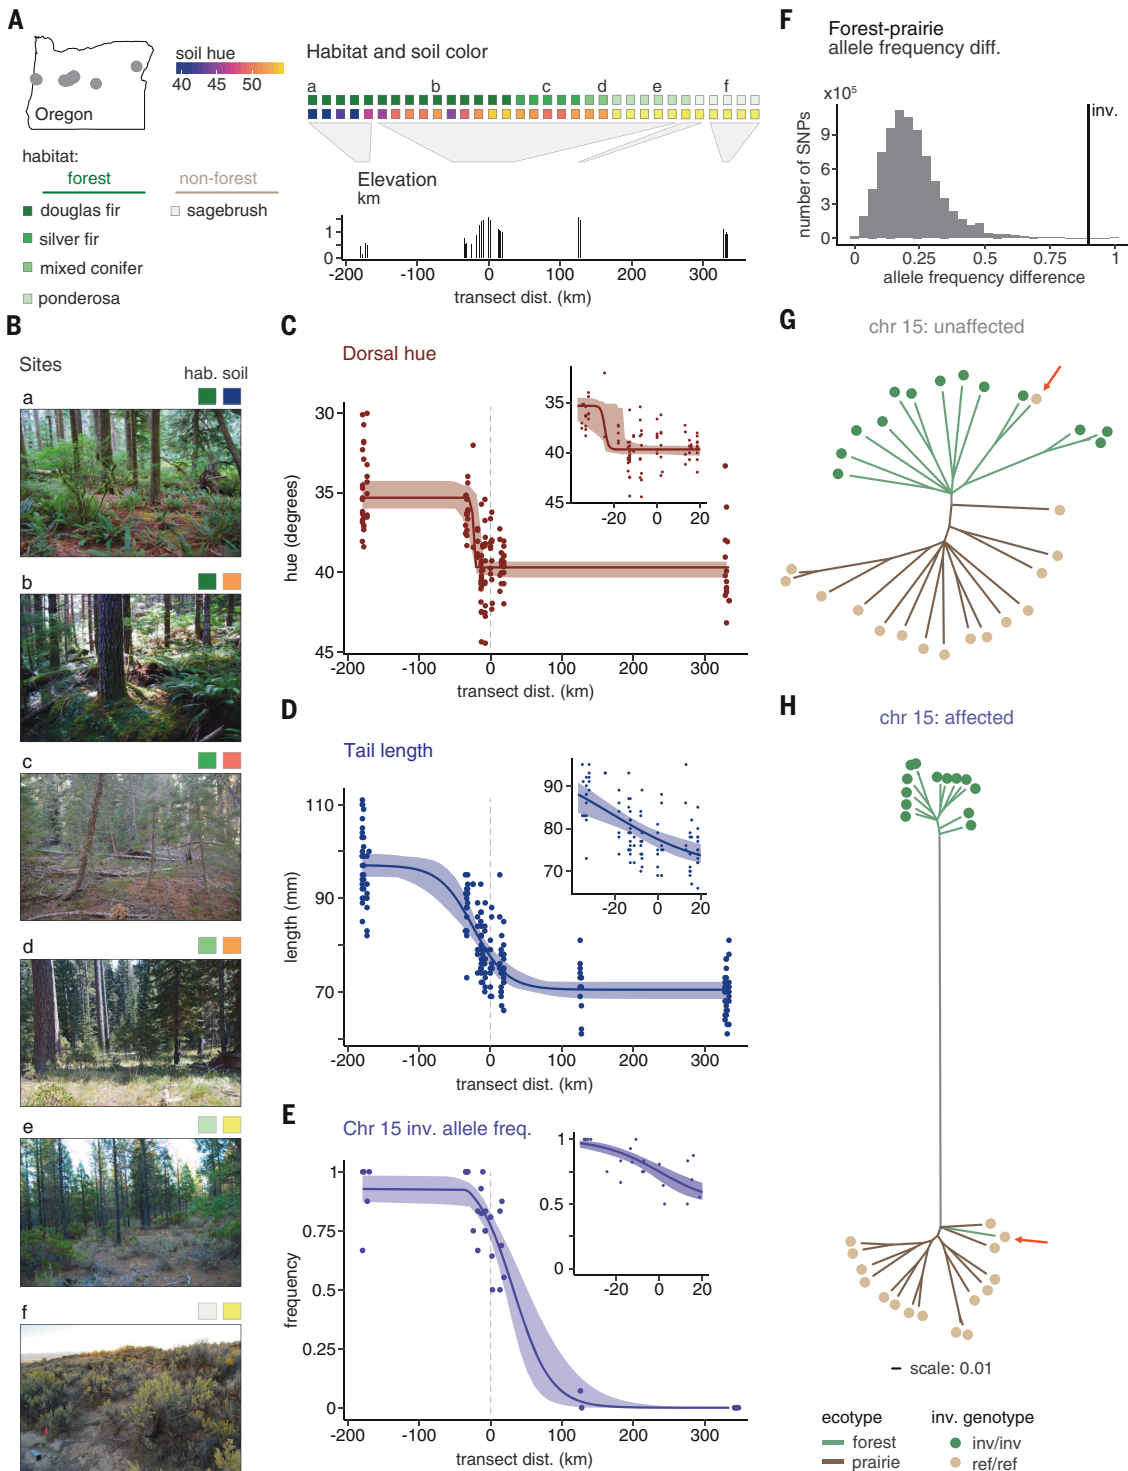 A
Oregon
soil hue
40 45 50
Habitat and soil color
a b c d e f
habitat:
forest
non-forest
douglas fir
sagebrush
silver fir
mixed conifer
ponderosa
Elevation
km
1
0
-200 -100 0 100 200 300
transect dist. (km)
B
Sites
hab. soil
a
b
c
d
e
f
C
Dorsal hue
hue (degrees)
30
35
40
45
-200 -100 0 100 200 300
transect dist. (km)
35
40
45
-20 0 20
D
Tail length
length (mm)
110
90
70
-200 -100 0 100 200 300
transect dist. (km)
90
80
70
-20 0 20
E
Chr 15 inv. allele freq.
frequency
1
0.75
0.5
0.25
0
-200 -100 0 100 200 300
transect dist. (km)
1
0.5
0
-20 0 20
F
Forest-prairie
allele frequency diff.
x10⁵
number of SNPs
9
6
3
0
inv.
0 0.25 0.5 0.75 1
allele frequency difference
G
chr 15: unaffected
H
chr 15: affected
scale: 0.01
ecotype
forest
prairie
inv. genotype
inv/inv
ref/ref